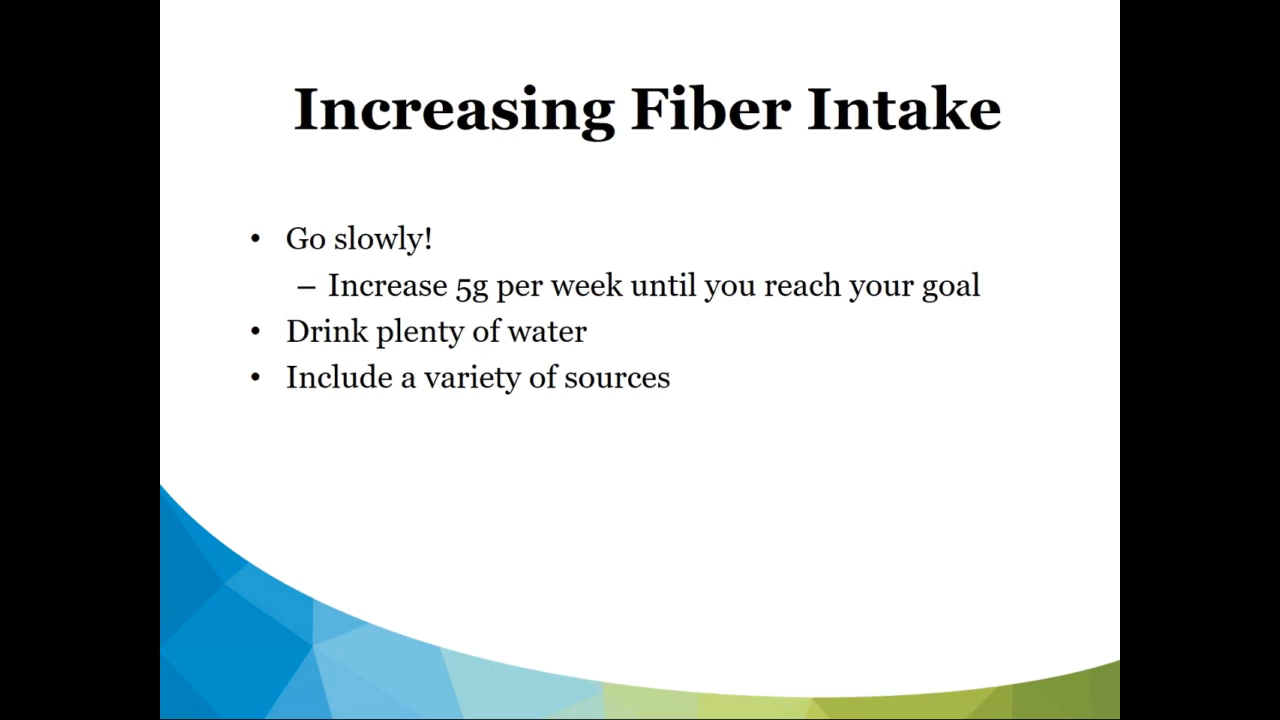 Increasing Fiber Intake
• Go slowly!
– Increase 5g per week until you reach your goal
• Drink plenty of water
• Include a variety of sources